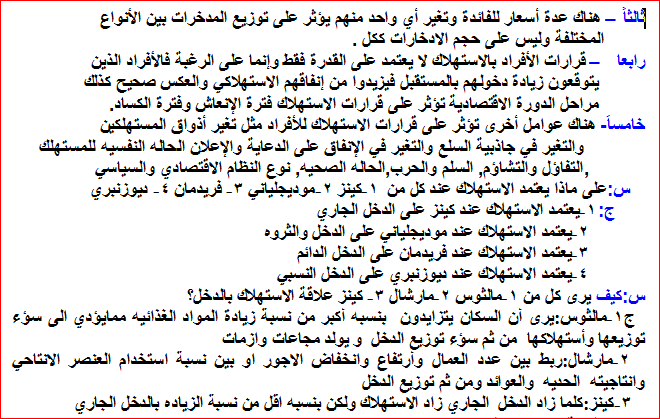 ثالثاً – هناك عدة أسعار للفائدة وتغير أي واحد منهم يؤثر على توزيع المدخرات بين الأنواع
المختلفة وليس على حجم الادخارات ككل .
رابعا – قرارات الأفراد بالاستهلاك لا يعتمد على القدرة فقط وإنما على الرغبة فالأفراد الذين
يتوقعون زيادة دخولهم بالمستقبل فيزيدوا من إنفاقهم الاستهلاكي والعكس صحيح كذلك
مراحل الدورة الاقتصادية تؤثر على قرارات الاستهلاك فترة الإنعاش وفترة الكساد.
خامساً- هناك عوامل أخرى تؤثر على قرارات الاستهلاك للأفراد مثل تغير أذواق المستهلكين
والتغير في جاذبية السلع والتغير في الإنفاق على الدعاية والإعلان الحاله النفسيه للمستهلك
,التفاؤل والتشاؤم, السلم والحرب,الحاله الصحيه, نوع النظام الاقتصادي والسياسي
س:على ماذا يعتمد الاستهلاك عند كل من ١-كينز ٢-موديجلياني ٣- فريدمان ٤- ديوزنبري
ج: ١-يعتمد الاستهلاك عند كينز على الدخل الجاري
٢-يعتمد الاستهلاك عند موديجلياني على الدخل والثروه
٣-يعتمد الاستهلاك عند فريدمان على الدخل الدائم
٤-يعتمد الاستهلاك عند ديوزنبري على الدخل النسبي
س:كيف يرى كل من ١-مالثوس ٢-مارشال ٣- كينز علاقة الاستهلاك بالدخل؟
ج١-مالثوس:يرى أن السكان يتزايدون بنسبه أكبر من نسبة زيادة المواد الغذائيه ممايؤدي الى سوء
توزيعها وأستهلاكها من ثم سوء توزيع الدخل و يولد مجاعات وازمات
٢-مارشال:ربط بين عدد العمال وأرتفاع وانخفاض الاجور او بين نسبة استخدام العنصر الانتاحي
وانتاجيته الحديه والعوائد ومن ثم توزيع الدخل
٣-كينز:كلما زاد الدخل الجاري زاد الاستهلاك ولكن بنسبه اقل من نسبة الزياده بالدخل الجاري